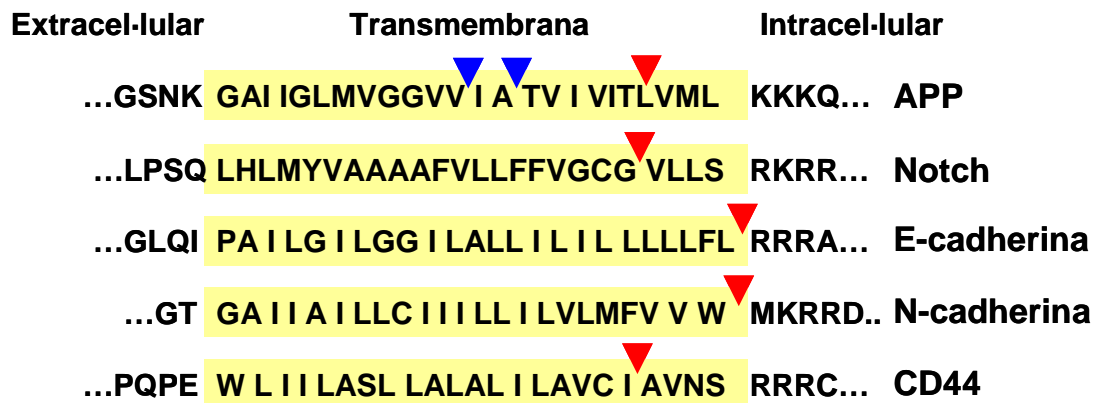 Extracel·lular Transmembrana Intracel·lular
...GSNK GAI IGLMVGGVV I A TV I VITLVML KKKQ... APP
...LPSQ LHLMYVAAAAFVLLFFVGCG VLLS RKRR... Notch
...GLQI PA I LG I LGG I LALL I L I L LLLLFL RRRA... E-cadherina
...GT GA I I A I LLC I I I LL I LVLMFV V W MKRRD.. N-cadherina
...PQPE W L I I LASL LALAL I LAVC I AVNS RRRC... CD44